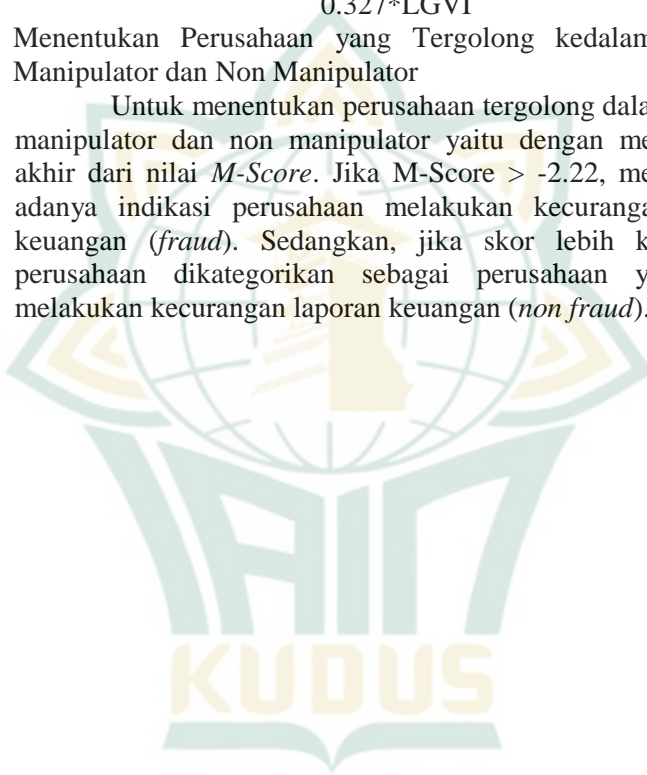 0.327*LGVI
Menentukan Perusahaan yang Tergolong kedalam
Manipulator dan Non Manipulator
Untuk menentukan perusahaan tergolong dala
manipulator dan non manipulator yaitu dengan me
akhir dari nilai M-Score. Jika M-Score > -2.22, me
adanya indikasi perusahaan melakukan kecuranga
keuangan (fraud). Sedangkan, jika skor lebih k
perusahaan dikategorikan sebagai perusahaan y
melakukan kecurangan laporan keuangan (non fraud).
IAIN
KUDUS